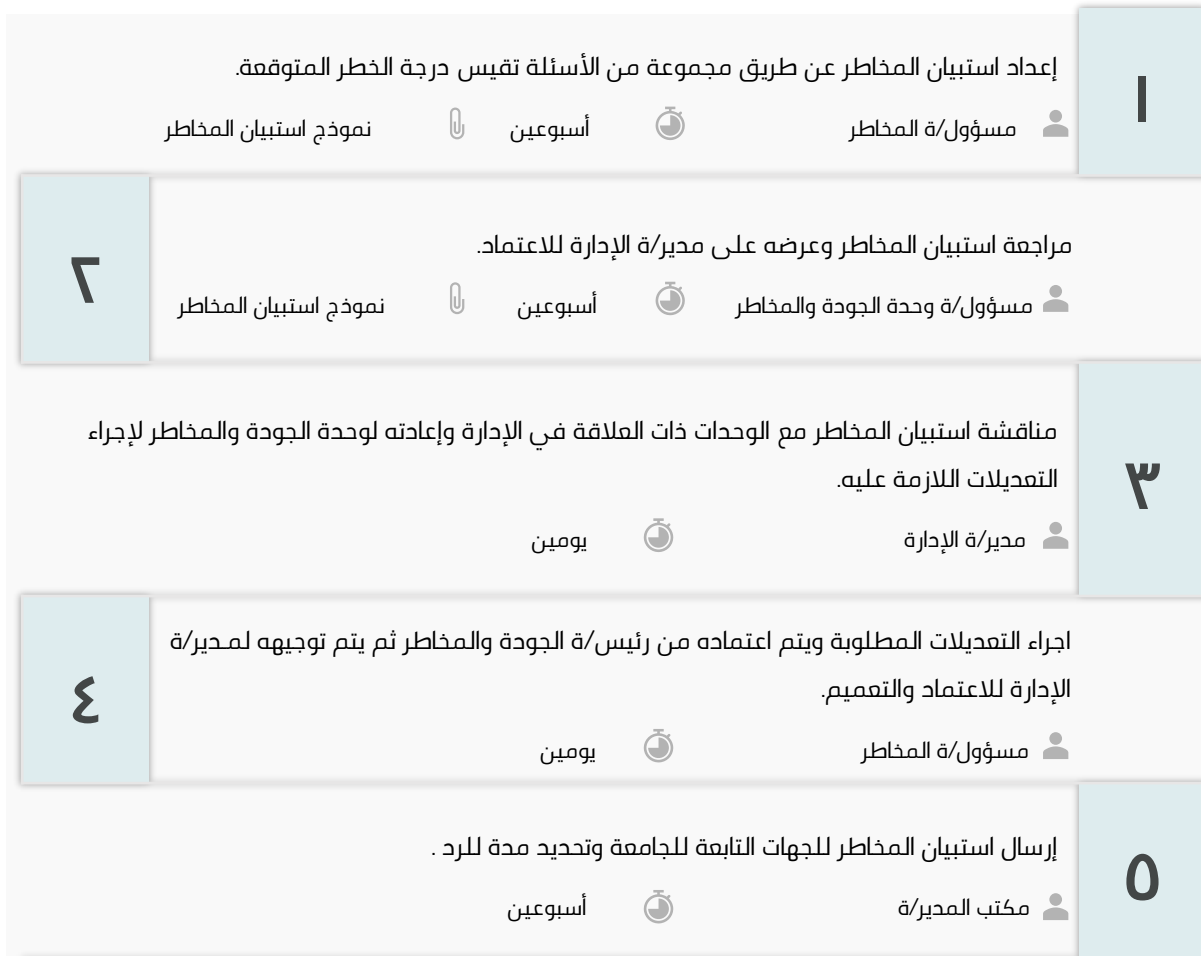 ١
إعداد استبيان المخاطر عن طريق مجموعة من الأسئلة تقيس درجة الخطر المتوقعة.
مسؤول/ة المخاطر أسبوعين نموذج استبيان المخاطر
٢
مراجعة استبيان المخاطر وعرضه على مدير/ة الإدارة للاعتماد.
مسؤول/ة وحدة الجودة والمخاطر أسبوعين نموذج استبيان المخاطر
٣
مناقشة استبيان المخاطر مع الوحدات ذات العلاقة في الإدارة وإعادته لوحدة الجودة والمخاطر لإجراء
التعديلات اللازمة عليه.
مدير/ة الإدارة يومين
٤
اجراء التعديلات المطلوبة ويتم اعتماده من رئيس/ة الجودة والمخاطر ثم يتم توجيهه لمـدير/ة
الإدارة للاعتماد والتعميم.
مسؤول/ة المخاطر يومين
٥
إرسال استبيان المخاطر للجهات التابعة للجامعة وتحديد مدة للرد .
مكتب المدير/ة أسبوعين